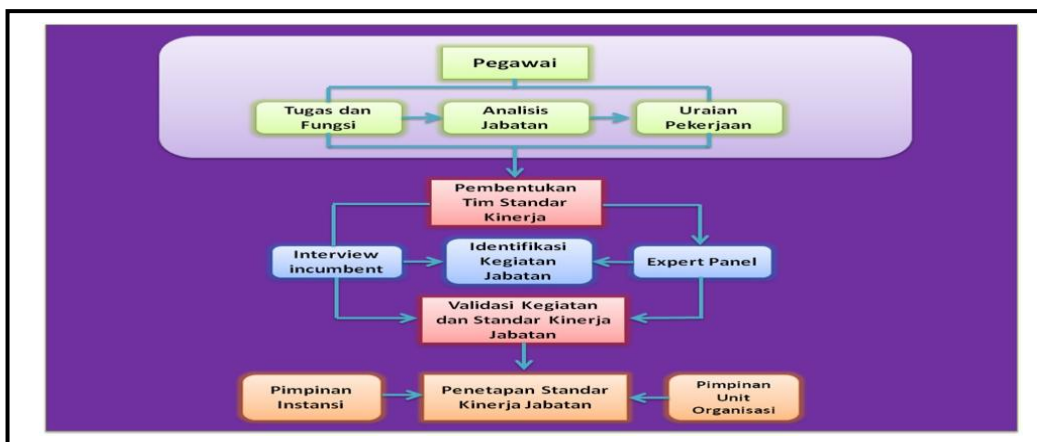 Pegawai
Tugas dan
Fungsi
Analisis
Jabatan
Uraian
Pekerjaan
Pembentukan
Tim Standar
Kinerja
Interview
incumbent
Identifikasi
Kegiatan
Jabatan
Expert Panel
Validasi Kegiatan
dan Standar Kinerja
Jabatan
Pimpinan
Instansi
Penetapan Standar
Kinerja Jabatan
Pimpinan
Unit
Organisasi